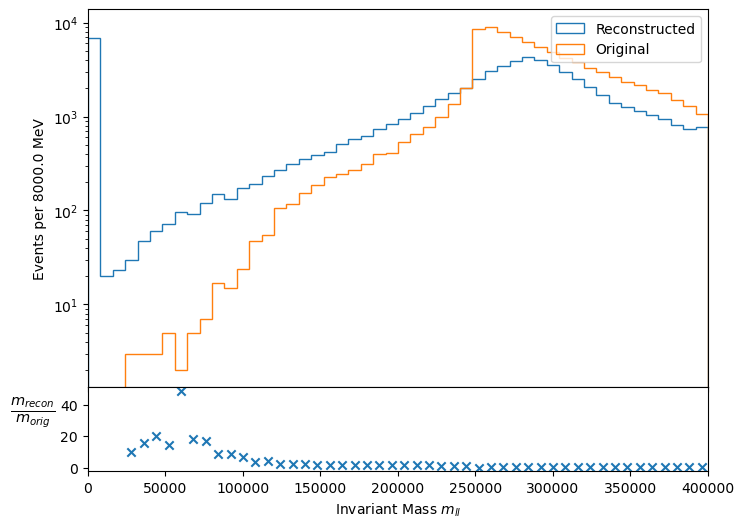 Reconstructed
Original
Events per 8000.0 MeV
10⁴
10³
10²
10¹
m_recon
m_orig
40
20
0
0 50000 100000 150000 200000 250000 300000 350000 400000
Invariant Mass m_ll